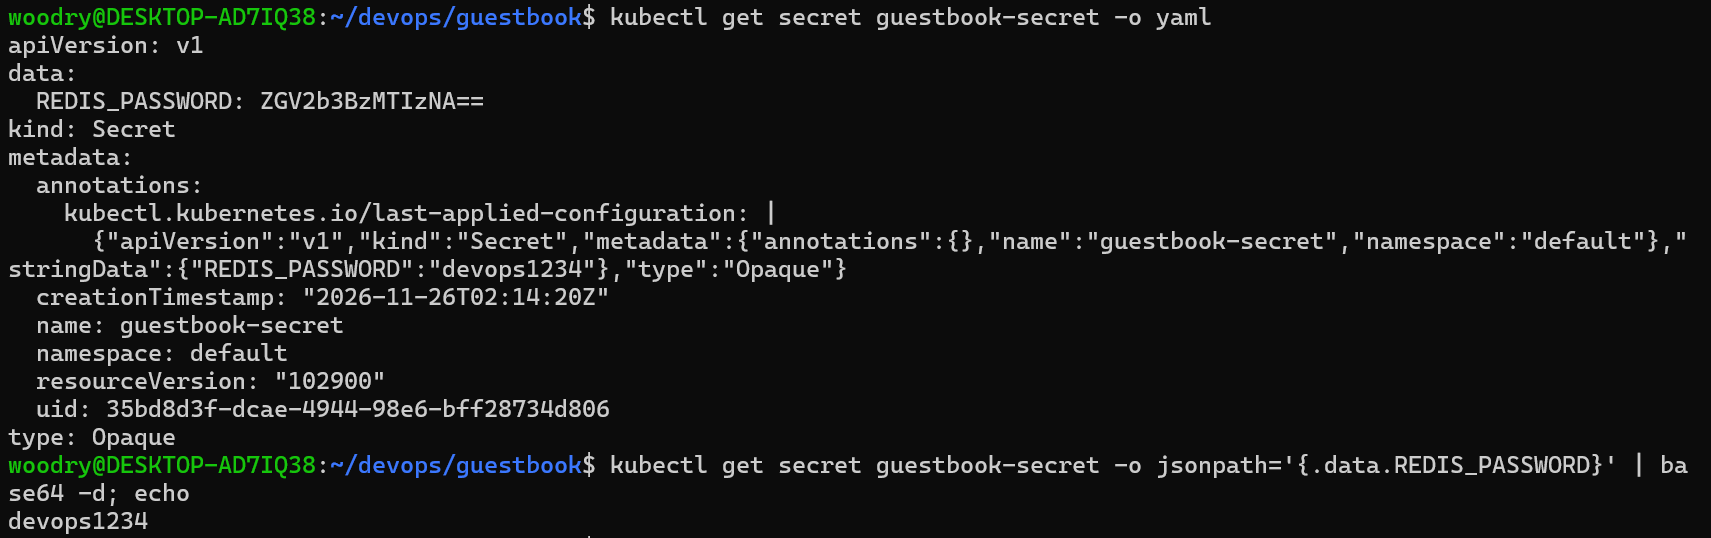 woodry@DESKTOP-AD7IQ38:~/devops/guestbook$ kubectl get secret guestbook-secret -o yaml
apiVersion: v1
data:
  REDIS_PASSWORD: ZGV2b3BzMTIzNA==
kind: Secret
metadata:
  annotations:
    kubectl.kubernetes.io/last-applied-configuration: |
      {"apiVersion":"v1","kind":"Secret","metadata":{"annotations":{},"name":"guestbook-secret","namespace":"default"},"
stringData":{"REDIS_PASSWORD":"devops1234"},"type":"Opaque"}
  creationTimestamp: "2026-11-26T02:14:20Z"
  name: guestbook-secret
  namespace: default
  resourceVersion: "102900"
  uid: 35bd8d3f-dcae-4944-98e6-bff28734d806
type: Opaque
woodry@DESKTOP-AD7IQ38:~/devops/guestbook$ kubectl get secret guestbook-secret -o jsonpath='{.data.REDIS_PASSWORD}' | ba
se64 -d; echo
devops1234